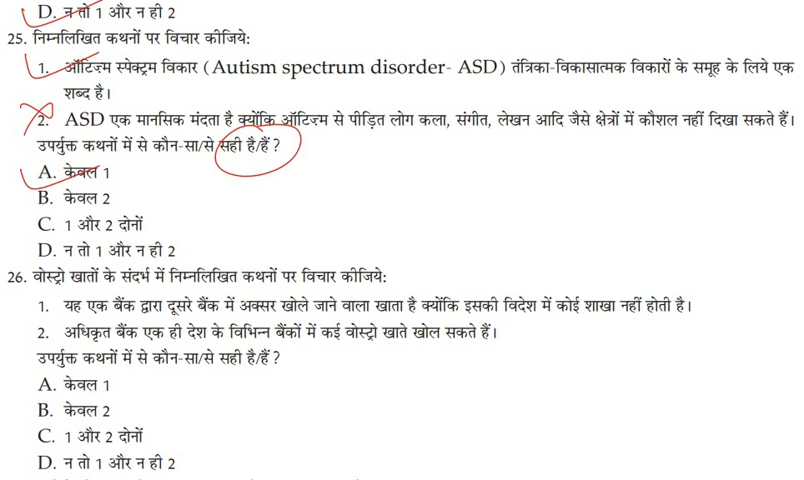 D. न तो 1 और न ही 2
25. निम्नलिखित कथनों पर विचार कीजिये:
1. ऑटिज़्म स्पेक्ट्रम विकार (Autism spectrum disorder- ASD) तंत्रिका-विकासात्मक विकारों के समूह के लिये एक
शब्द है।
2. ASD एक मानसिक मंदता है क्योंकि ऑटिज़्म से पीड़ित लोग कला, संगीत, लेखन आदि जैसे क्षेत्रों में कौशल नहीं दिखा सकते हैं।
उपर्युक्त कथनों में से कौन-सा/से सही है/हैं?
A. केवल 1
B. केवल 2
C. 1 और 2 दोनों
D. न तो 1 और न ही 2
26. वोस्ट्रो खातों के संदर्भ में निम्नलिखित कथनों पर विचार कीजिये:
1. यह एक बैंक द्वारा दूसरे बैंक में अक्सर खोले जाने वाला खाता है क्योंकि इसकी विदेश में कोई शाखा नहीं होती है।
2. अधिकृत बैंक एक ही देश के विभिन्न बैंकों में कई वोस्ट्रो खाते खोल सकते हैं।
उपर्युक्त कथनों में से कौन-सा/से सही है/हैं?
A. केवल 1
B. केवल 2
C. 1 और 2 दोनों
D. न तो 1 और न ही 2